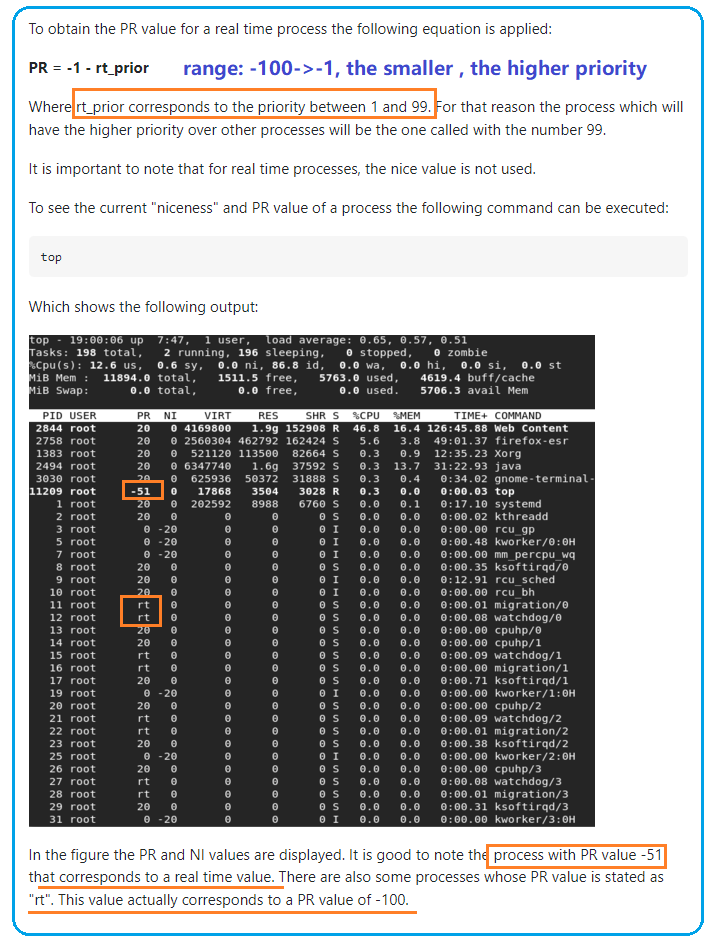 To obtain the PR value for a real time process the following equation is applied:
PR = -1 - rt_prior range: -100->-1, the smaller , the higher priority
Where rt_prior corresponds to the priority between 1 and 99. For that reason the process which will
have the higher priority over other processes will be the one called with the number 99.
It is important to note that for real time processes, the nice value is not used.
To see the current "niceness" and PR value of a process the following command can be executed:
top
Which shows the following output:
top - 19:00:06 up 7:47, 1 user, load average: 0.65, 0.57, 0.51
Tasks: 198 total, 2 running, 196 sleeping, 0 stopped, 0 zombie
%Cpu(s): 12.6 us, 0.6 sy, 0.0 ni, 86.8 id, 0.0 wa, 0.0 hi, 0.0 si, 0.0 st
MiB Mem : 11894.0 total, 1511.5 free, 5763.0 used, 4619.4 buff/cache
MiB Swap: 0.0 total, 0.0 free, 0.0 used. 5706.3 avail Mem
PID USER PR NI VIRT RES SHR S %CPU %MEM TIME+ COMMAND
2844 root 20 0 4169800 1.9g 152908 R 46.8 16.4 126:45.88 Web Content
2758 root 20 0 2560304 462792 162424 S 5.6 3.8 49:01.37 firefox-esr
1383 root 20 0 521120 113500 82664 S 0.3 0.9 12:35.23 Xorg
2494 root 20 0 6347740 1.6g 37592 S 0.3 13.7 31:22.93 java
3030 root 20 0 625936 50372 31888 S 0.3 0.4 0:34.02 gnome-terminal-
11209 root -51 0 17868 3504 3028 R 0.3 0.0 0:00.03 top
1 root 20 0 202592 8988 6760 S 0.0 0.1 0:17.10 systemd
2 root 20 0 0 0 0 S 0.0 0.0 0:00.02 kthreadd
3 root 0 -20 0 0 0 I 0.0 0.0 0:00.00 rcu_gp
5 root 0 -20 0 0 0 I 0.0 0.0 0:00.48 kworker/0:0H
7 root 0 -20 0 0 0 I 0.0 0.0 0:00.00 mm_percpu_wq
8 root 20 0 0 0 0 S 0.0 0.0 0:00.35 ksoftirqd/0
9 root 20 0 0 0 0 I 0.0 0.0 0:12.91 rcu_sched
10 root 20 0 0 0 0 I 0.0 0.0 0:00.00 rcu_bh
11 root rt 0 0 0 0 S 0.0 0.0 0:00.01 migration/0
12 root rt 0 0 0 0 S 0.0 0.0 0:00.08 watchdog/0
13 root 20 0 0 0 0 S 0.0 0.0 0:00.00 cpuhp/0
14 root 20 0 0 0 0 S 0.0 0.0 0:00.00 cpuhp/1
15 root rt 0 0 0 0 S 0.0 0.0 0:00.09 watchdog/1
16 root rt 0 0 0 0 S 0.0 0.0 0:00.00 migration/1
17 root 20 0 0 0 0 S 0.0 0.0 0:00.71 ksoftirqd/1
19 root 0 -20 0 0 0 I 0.0 0.0 0:00.00 kworker/1:0H
20 root 20 0 0 0 0 S 0.0 0.0 0:00.00 cpuhp/2
21 root rt 0 0 0 0 S 0.0 0.0 0:00.09 watchdog/2
22 root rt 0 0 0 0 S 0.0 0.0 0:00.01 migration/2
23 root 20 0 0 0 0 S 0.0 0.0 0:00.38 ksoftirqd/2
25 root 0 -20 0 0 0 I 0.0 0.0 0:00.00 kworker/2:0H
26 root 20 0 0 0 0 S 0.0 0.0 0:00.00 cpuhp/3
27 root rt 0 0 0 0 S 0.0 0.0 0:00.08 watchdog/3
28 root rt 0 0 0 0 S 0.0 0.0 0:00.01 migration/3
29 root 20 0 0 0 0 S 0.0 0.0 0:00.31 ksoftirqd/3
31 root 0 -20 0 0 0 I 0.0 0.0 0:00.00 kworker/3:0H
In the figure the PR and NI values are displayed. It is good to note the process with PR value -51
that corresponds to a real time value. There are also some processes whose PR value is stated as
"rt". This value actually corresponds to a PR value of -100.